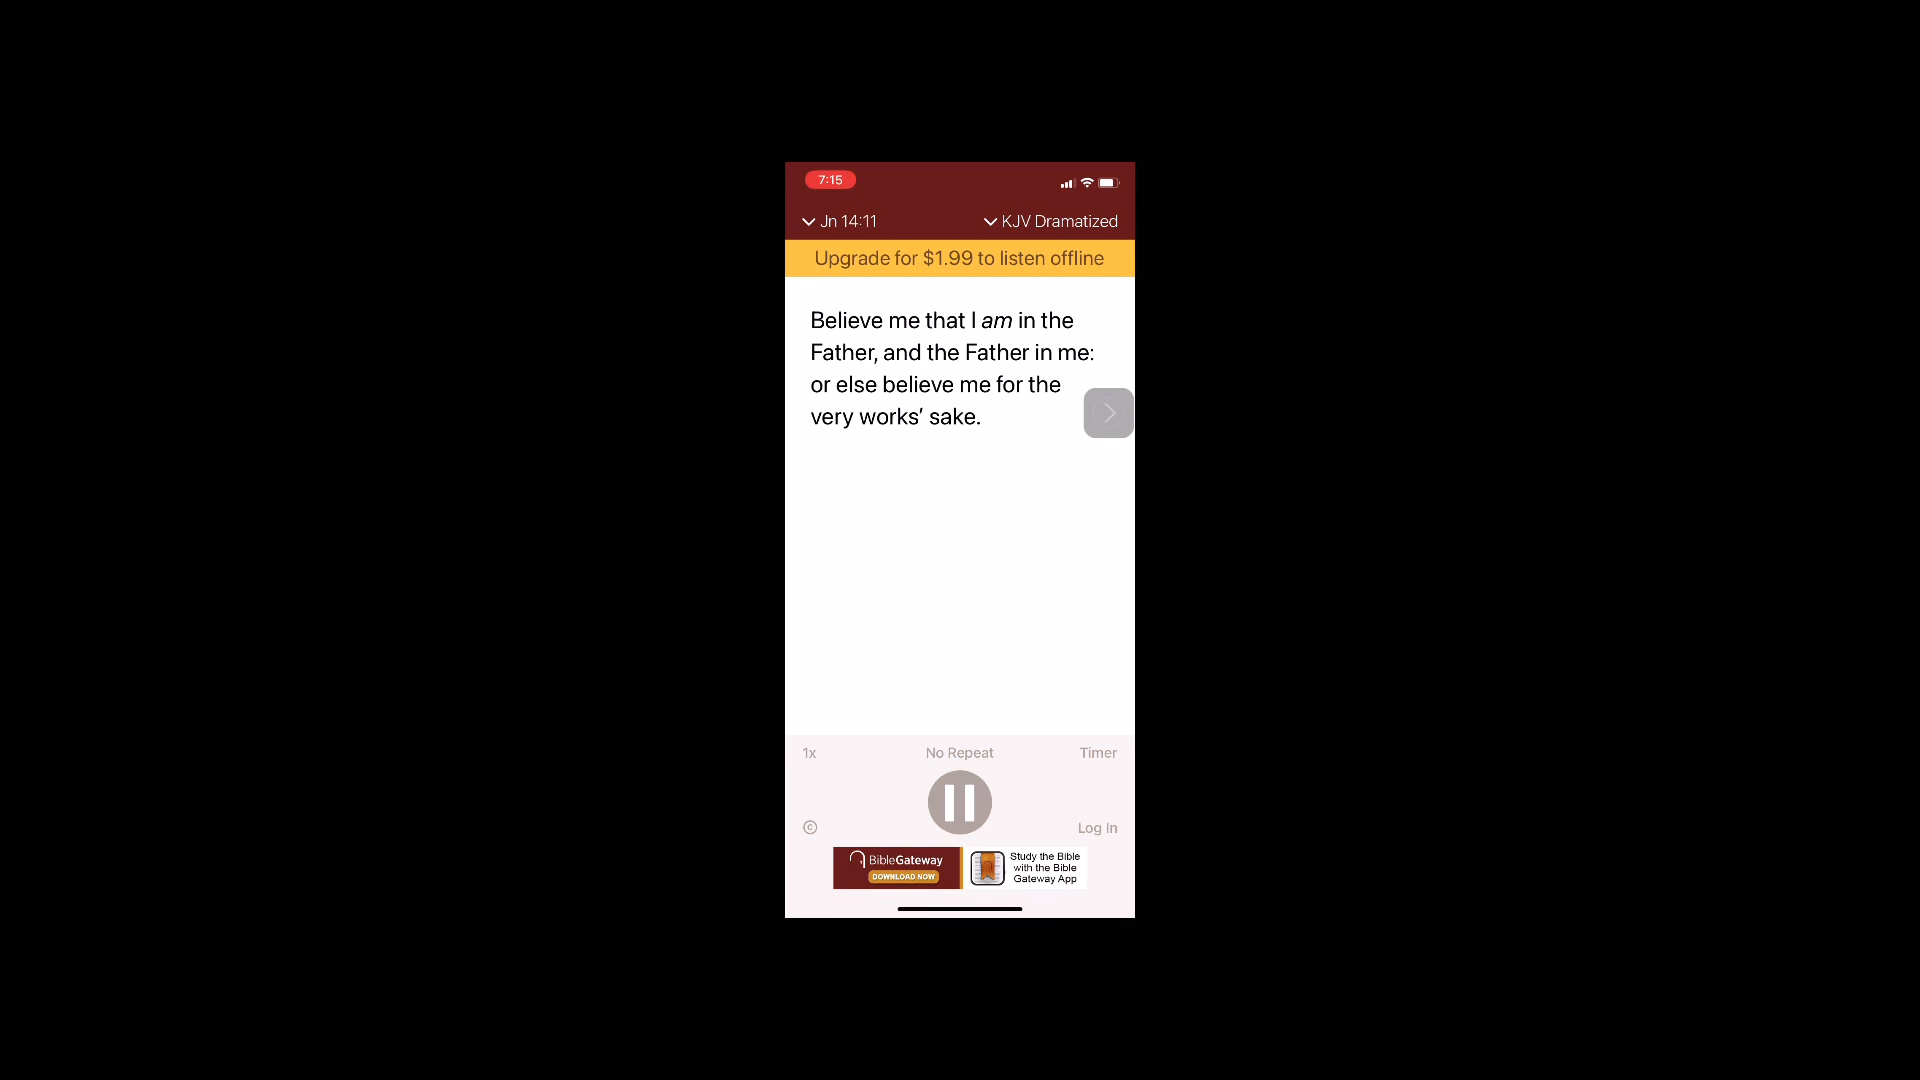 7:15
Jn 14:11
KJV Dramatized
Upgrade for $1.99 to listen offline
Believe me that I am in the
Father, and the Father in me:
or else believe me for the
very works’ sake.
1x
No Repeat
Timer
©
Log In
BibleGateway
DOWNLOAD NOW
Study the Bible
with the Bible
Gateway App